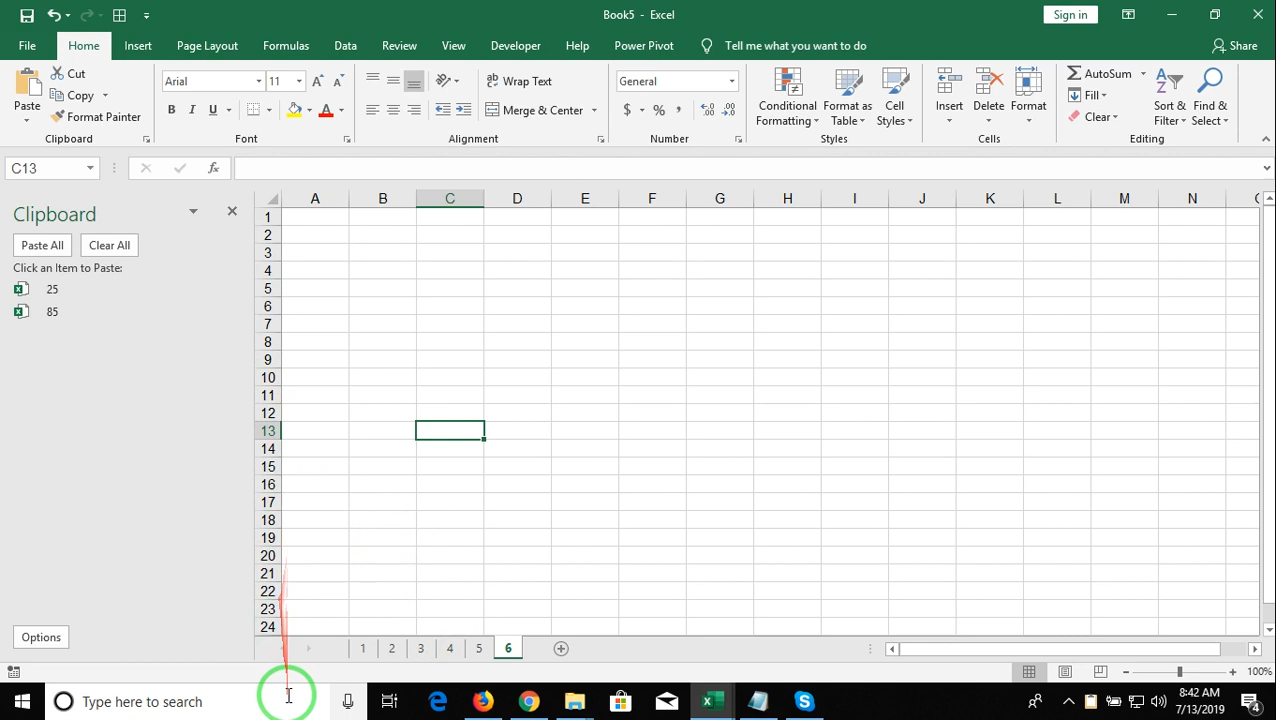 Book5 - Excel
Sign in
File Home Insert Page Layout Formulas Data Review View Developer Help Power Pivot Tell me what you want to do Share
Paste
Cut
Copy
Format Painter
Clipboard
Arial 11
B I U
Font
Wrap Text
Merge & Center
Alignment
General
$ % ,
Number
Conditional Formatting
Format as Table
Cell Styles
Styles
Insert
Delete
Format
Cells
AutoSum
Fill
Clear
Sort & Filter
Find & Select
Editing
C13
fx
Clipboard
Paste All Clear All
Click an Item to Paste:
25
85
Options
A B C D E F G H I J K L M N
1
2
3
4
5
6
7
8
9
10
11
12
13
14
15
16
17
18
19
20
21
22
23
24
1 2 3 4 5 6
100%
Type here to search
8:42 AM
7/13/2019